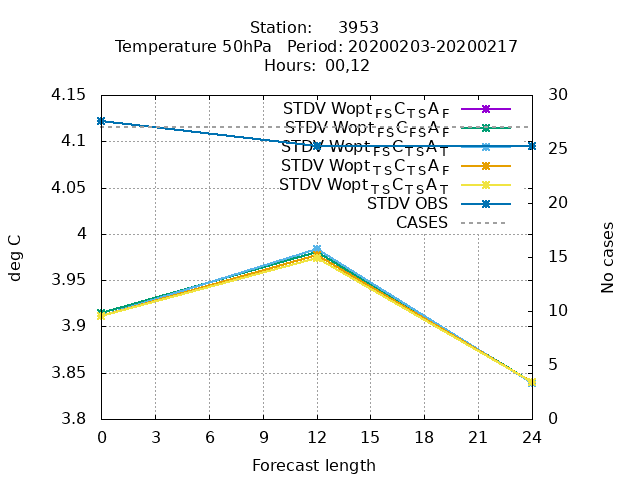 Station: 3953
Temperature 50hPa Period: 20200203-20200217
Hours: 00,12
4.15
4.1
4.05
4
3.95
3.9
3.85
3.8
deg C
30
25
20
15
10
5
0
No cases
STDV Wopt_FS C_TS A_F
STDV Wopt_FS C_FS A_F
STDV Wopt_FS C_TS A_T
STDV Wopt_TS C_TS A_F
STDV Wopt_TS C_TS A_T
STDV OBS
CASES
0 3 6 9 12 15 18 21 24
Forecast length